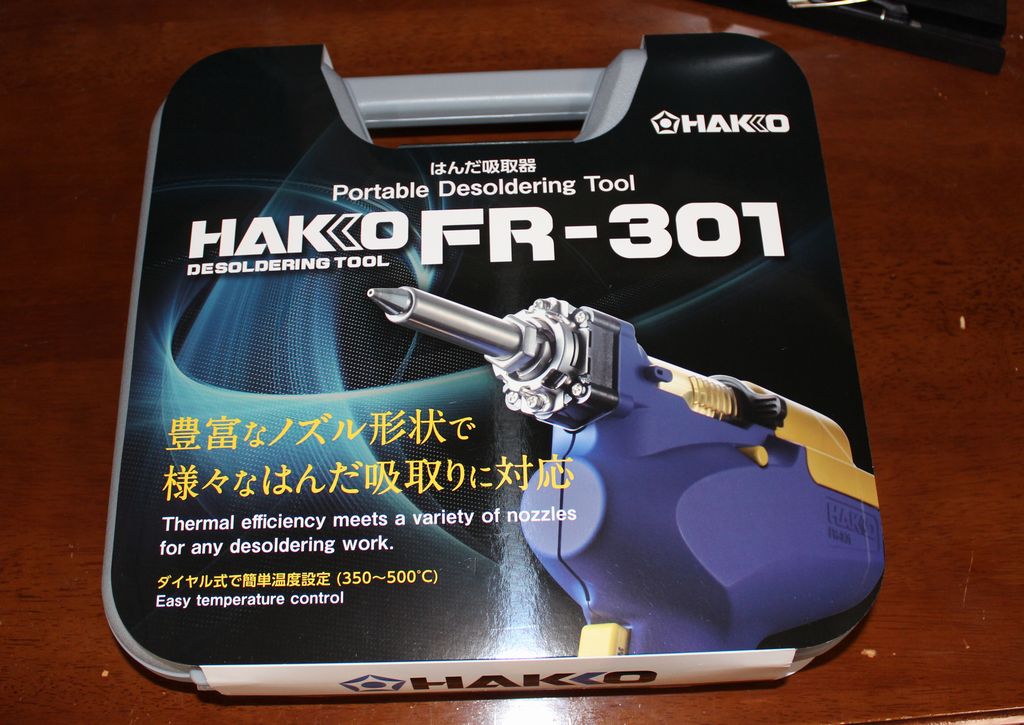 HAKKO
はんだ吸取器
Portable Desoldering Tool
HAKKO FR-301
DESOLDERING TOOL
豊富なノズル形状で
様々なはんだ吸取りに対応
Thermal efficiency meets a variety of nozzles
for any desoldering work.
ダイヤル式で簡単温度設定 (350～500°C)
Easy temperature control
HAKKO
HAKKO